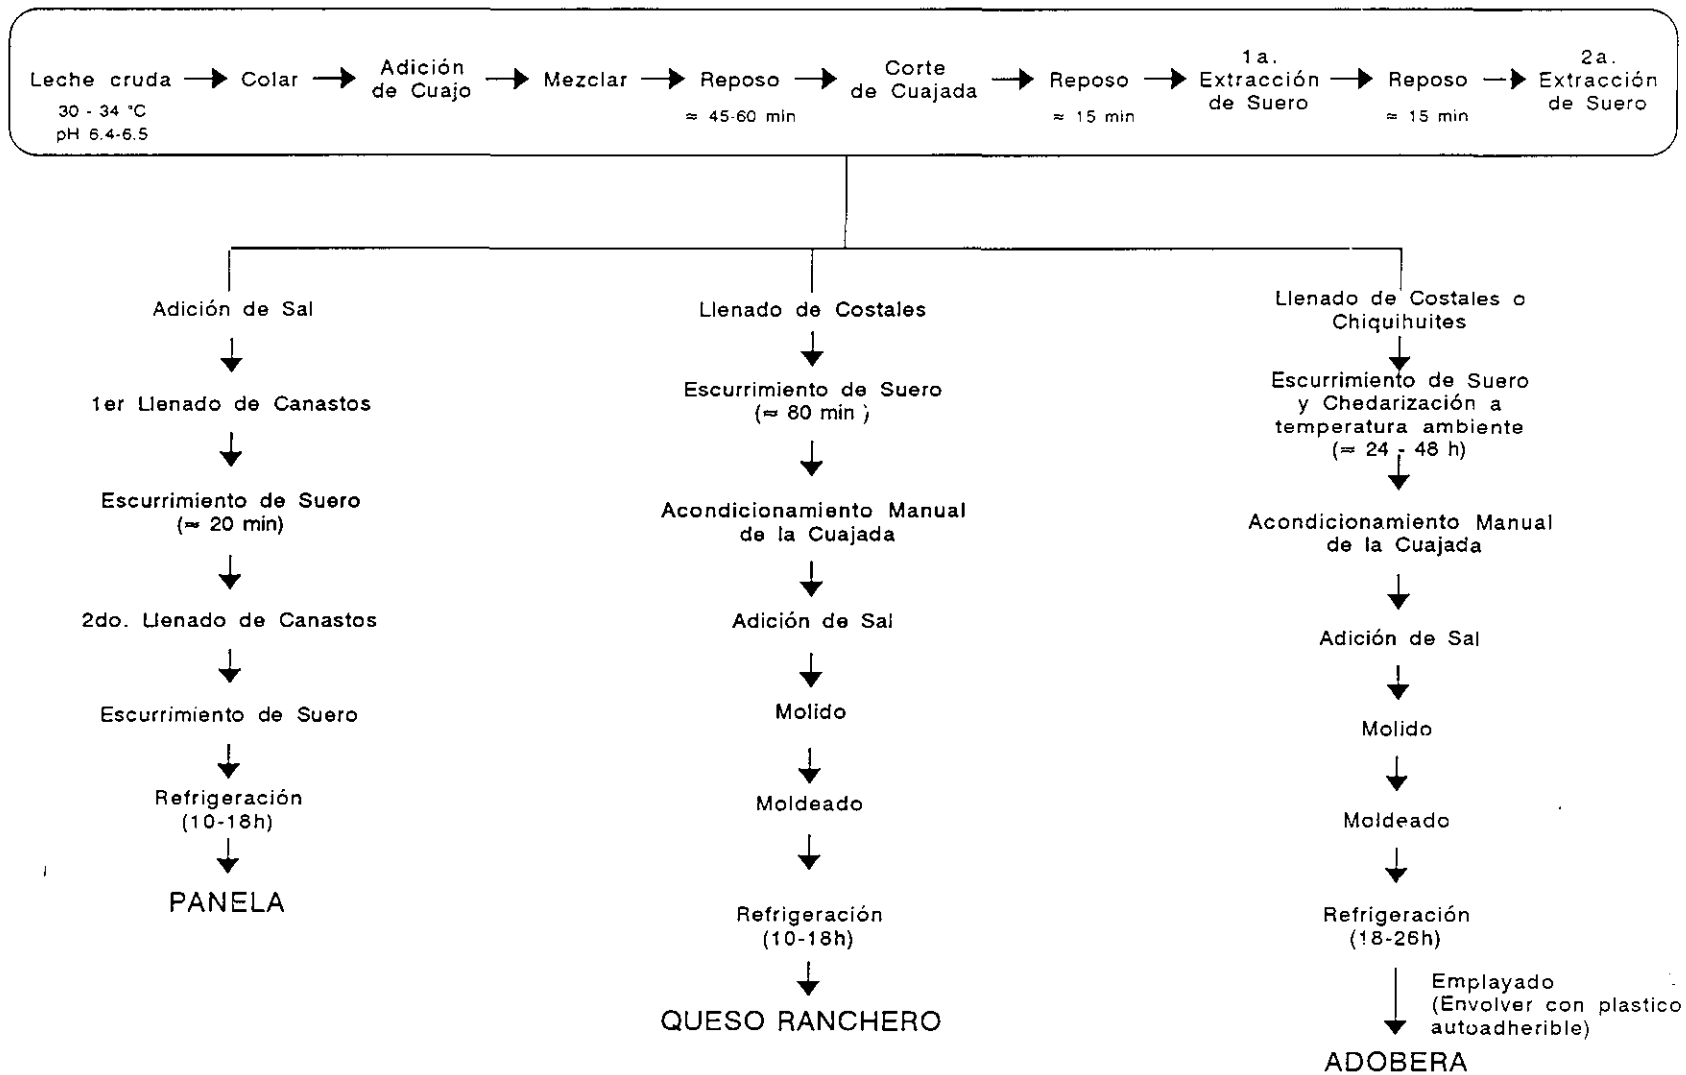 Leche cruda
30 - 34 °C
pH 6.4-6.5
Colar
Adición
de Cuajo
Mezclar
Reposo
≈ 45-60 min
Corte
de Cuajada
Reposo
≈ 15 min
1a.
Extracción
de Suero
Reposo
≈ 15 min
2a.
Extracción
de Suero
Adición de Sal
1er Llenado de Canastos
Escurrimiento de Suero
(≈ 20 min)
2do. Llenado de Canastos
Escurrimiento de Suero
Refrigeración
(10-18h)
PANELA
Llenado de Costales
Escurrimiento de Suero
(≈ 80 min)
Acondicionamiento Manual
de la Cuajada
Adición de Sal
Molido
Moldeado
Refrigeración
(10-18h)
QUESO RANCHERO
Llenado de Costales o
Chiquihuites
Escurrimiento de Suero
y Chedarización a
temperatura ambiente
(≈ 24 - 48 h)
Acondicionamiento Manual
de la Cuajada
Adición de Sal
Molido
Moldeado
Refrigeración
(18-26h)
Emplayado
(Envolver con plastico
autoadherible)
ADOBERA